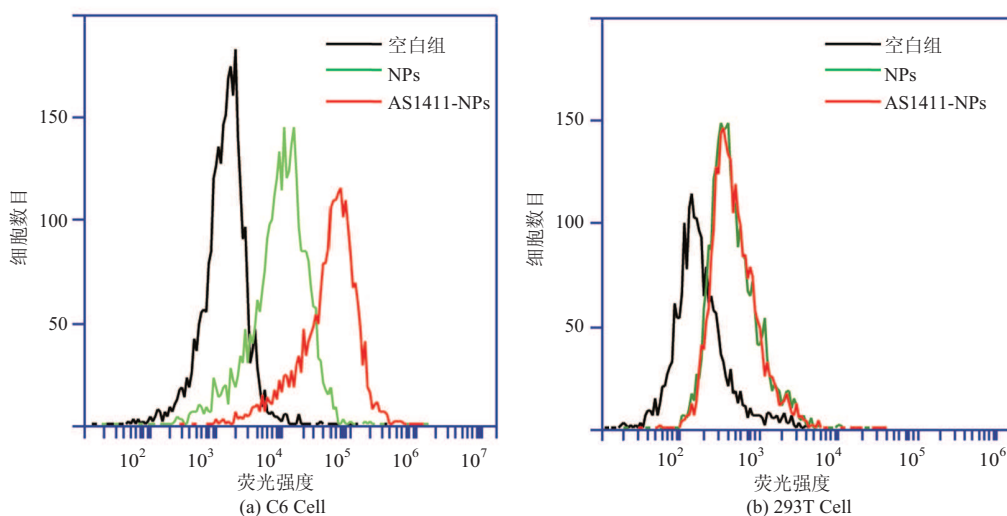 空白组
NPs
AS1411-NPs
150
100
50
细胞数目
10² 10³ 10⁴ 10⁵ 10⁶ 10⁷
荧光强度
(a) C6 Cell
空白组
NPs
AS1411-NPs
150
100
50
细胞数目
10² 10³ 10⁴ 10⁵ 10⁶
荧光强度
(b) 293T Cell